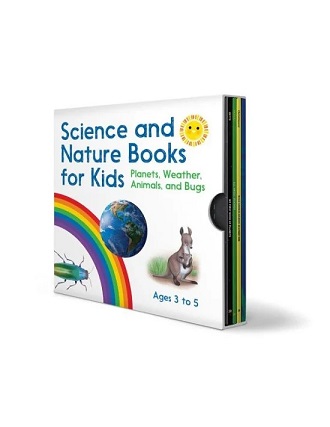 Science and
Nature Books
for Kids
Planets, Weather,
Animals, and Bugs
Ages 3 to 5